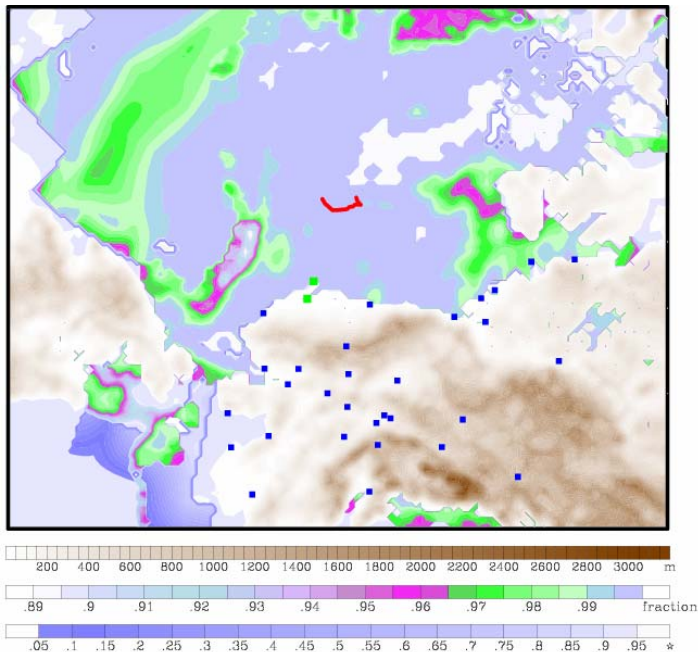 200 400 600 800 1000 1200 1400 1600 1800 2000 2200 2400 2600 2800 3000 m
.89 .9 .91 .92 .93 .94 .95 .96 .97 .98 .99 fraction
.05 .1 .15 .2 .25 .3 .35 .4 .45 .5 .55 .6 .65 .7 .75 .8 .85 .9 .95 *